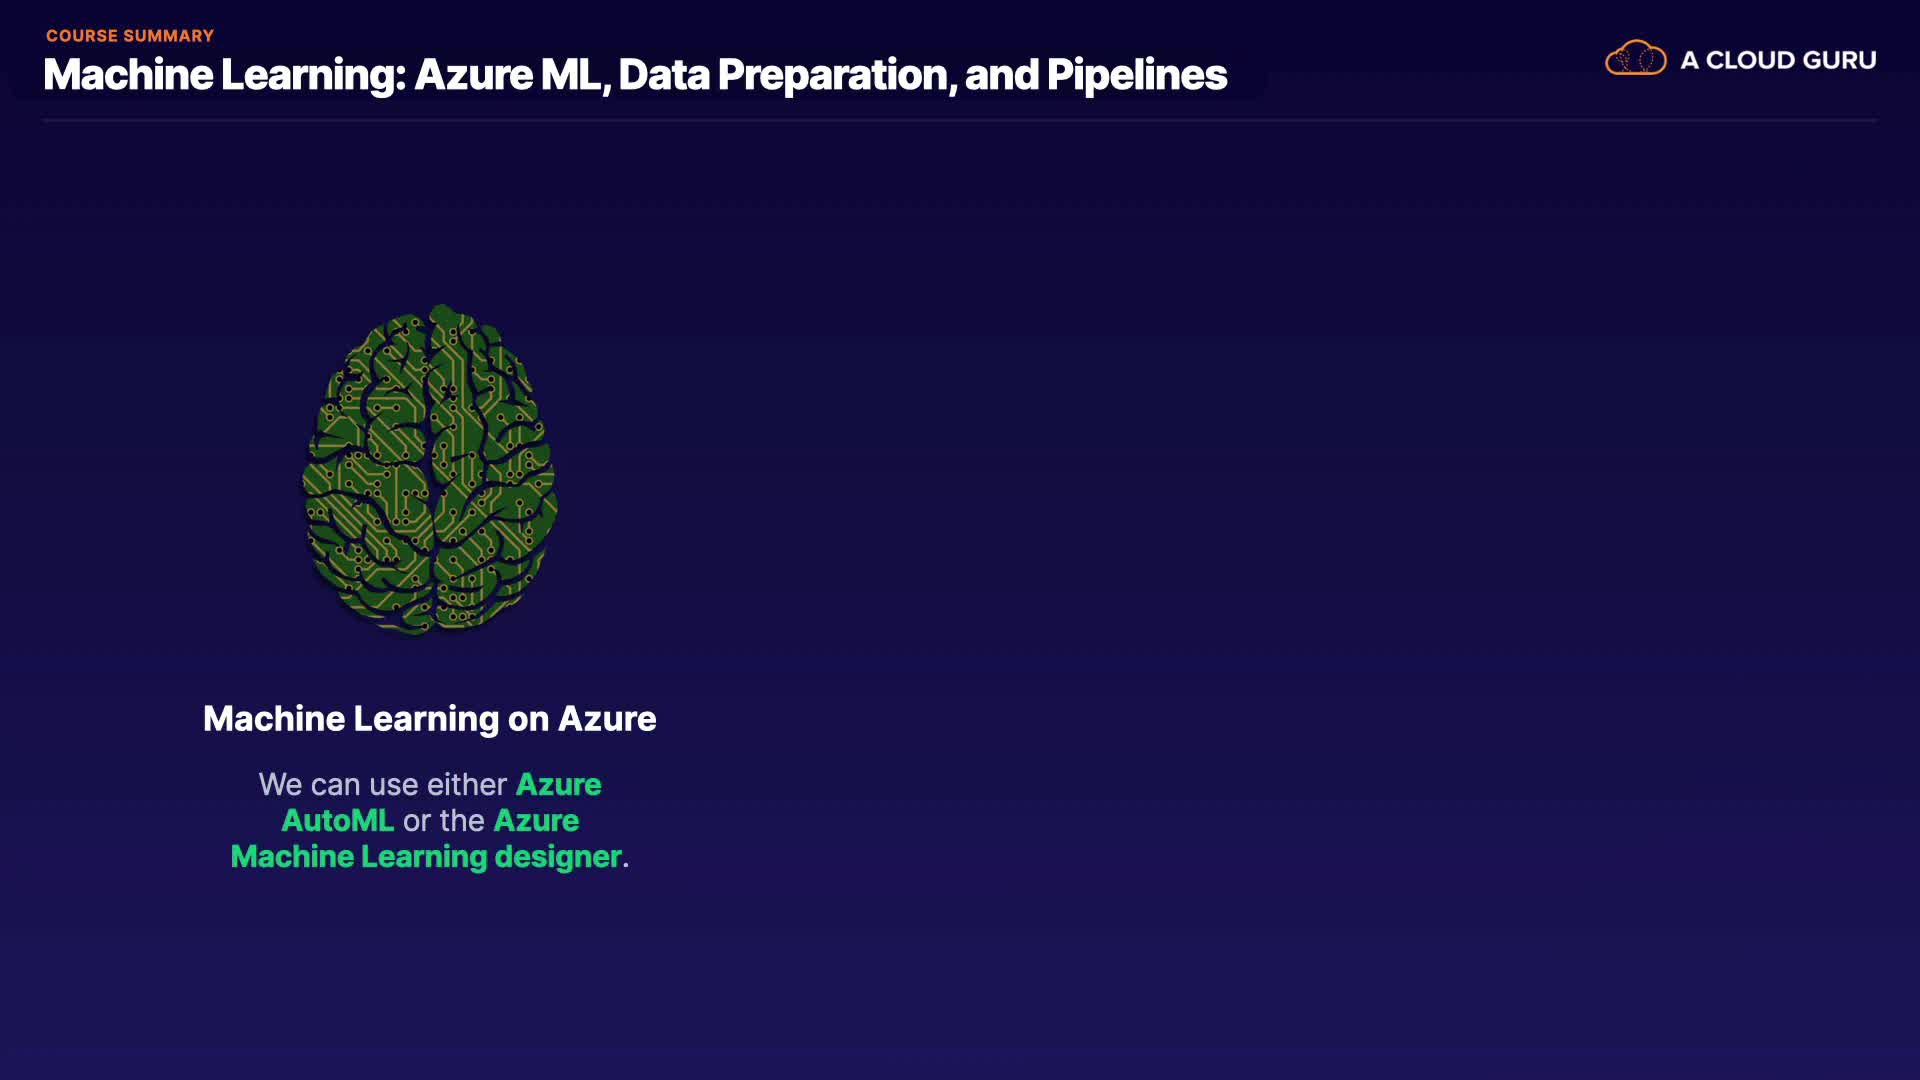 COURSE SUMMARY
Machine Learning: Azure ML, Data Preparation, and Pipelines
A CLOUD GURU
Machine Learning on Azure
We can use either Azure
AutoML or the Azure
Machine Learning designer.